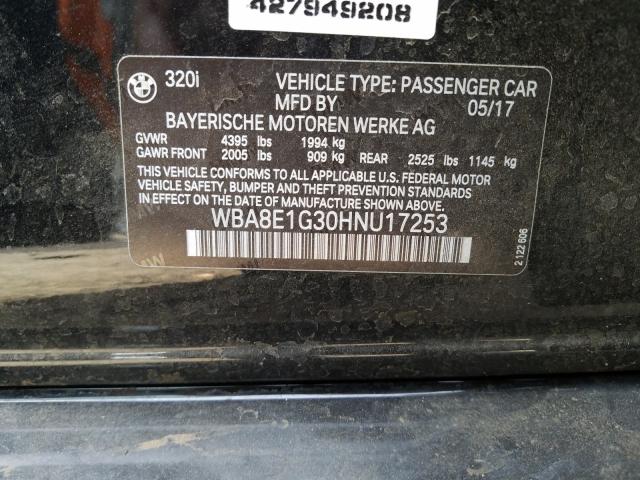 427949208
320i VEHICLE TYPE: PASSENGER CAR
MFD BY 05/17
BAYERISCHE MOTOREN WERKE AG
GVWR 4395 lbs 1994 kg
GAWR FRONT 2005 lbs 909 kg REAR 2525 lbs 1145 kg
THIS VEHICLE CONFORMS TO ALL APPLICABLE U.S. FEDERAL MOTOR
VEHICLE SAFETY, BUMPER, AND THEFT PREVENTION STANDARDS
IN EFFECT ON THE DATE OF MANUFACTURE SHOWN ABOVE.
WBA8E1G30HNU17253
2 122 606